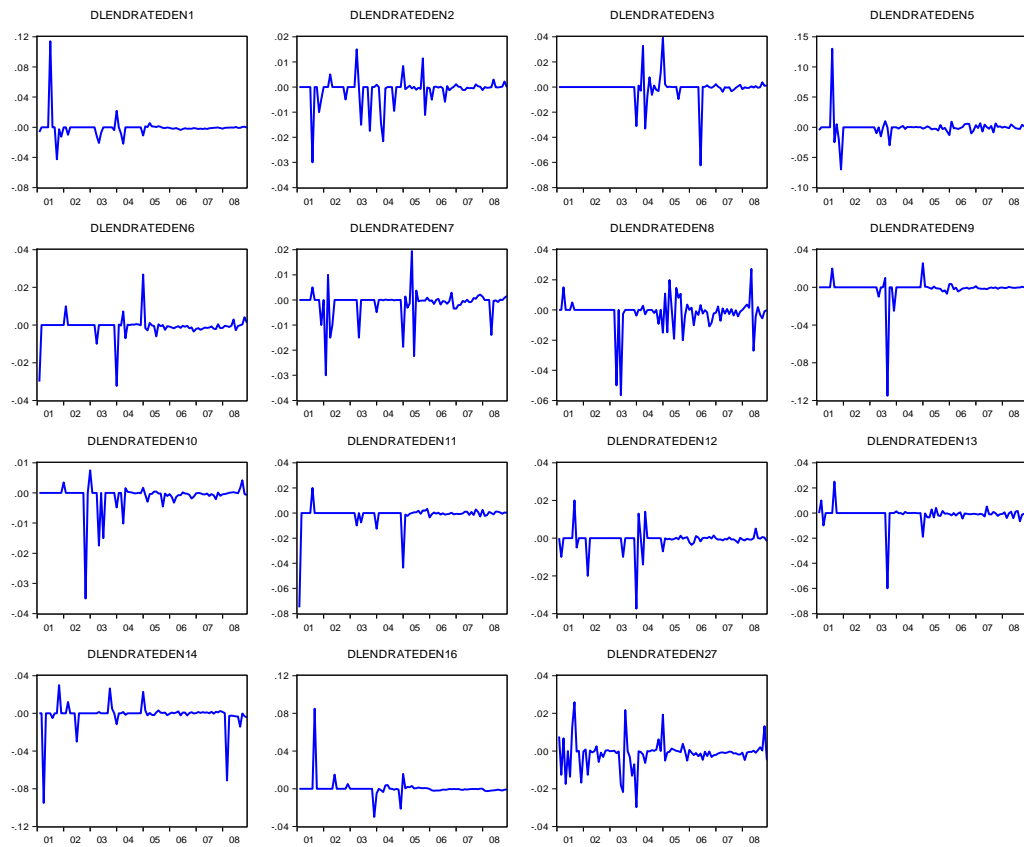 DLENDRATEDEN1
.12
.08
.04
.00
-.04
-.08
01 02 03 04 05 06 07 08
DLENDRATEDEN2
.02
.01
.00
-.01
-.02
-.03
-.04
01 02 03 04 05 06 07 08
DLENDRATEDEN3
.04
.02
.00
-.02
-.04
-.06
-.08
01 02 03 04 05 06 07 08
DLENDRATEDEN5
.15
.10
.05
.00
-.05
-.10
01 02 03 04 05 06 07 08
DLENDRATEDEN6
.04
.02
.00
-.02
-.04
01 02 03 04 05 06 07 08
DLENDRATEDEN7
.02
.01
.00
-.01
-.02
-.03
-.04
01 02 03 04 05 06 07 08
DLENDRATEDEN8
.04
.02
.00
-.02
-.04
-.06
01 02 03 04 05 06 07 08
DLENDRATEDEN9
.04
.00
-.04
-.08
-.12
01 02 03 04 05 06 07 08
DLENDRATEDEN10
.01
.00
-.01
-.02
-.03
-.04
01 02 03 04 05 06 07 08
DLENDRATEDEN11
.04
.02
.00
-.02
-.04
-.06
-.08
01 02 03 04 05 06 07 08
DLENDRATEDEN12
.04
.02
.00
-.02
-.04
01 02 03 04 05 06 07 08
DLENDRATEDEN13
.04
.02
.00
-.02
-.04
-.06
-.08
01 02 03 04 05 06 07 08
DLENDRATEDEN14
.04
.00
-.04
-.08
-.12
01 02 03 04 05 06 07 08
DLENDRATEDEN16
.12
.08
.04
.00
-.04
01 02 03 04 05 06 07 08
DLENDRATEDEN27
.04
.02
.00
-.02
-.04
01 02 03 04 05 06 07 08